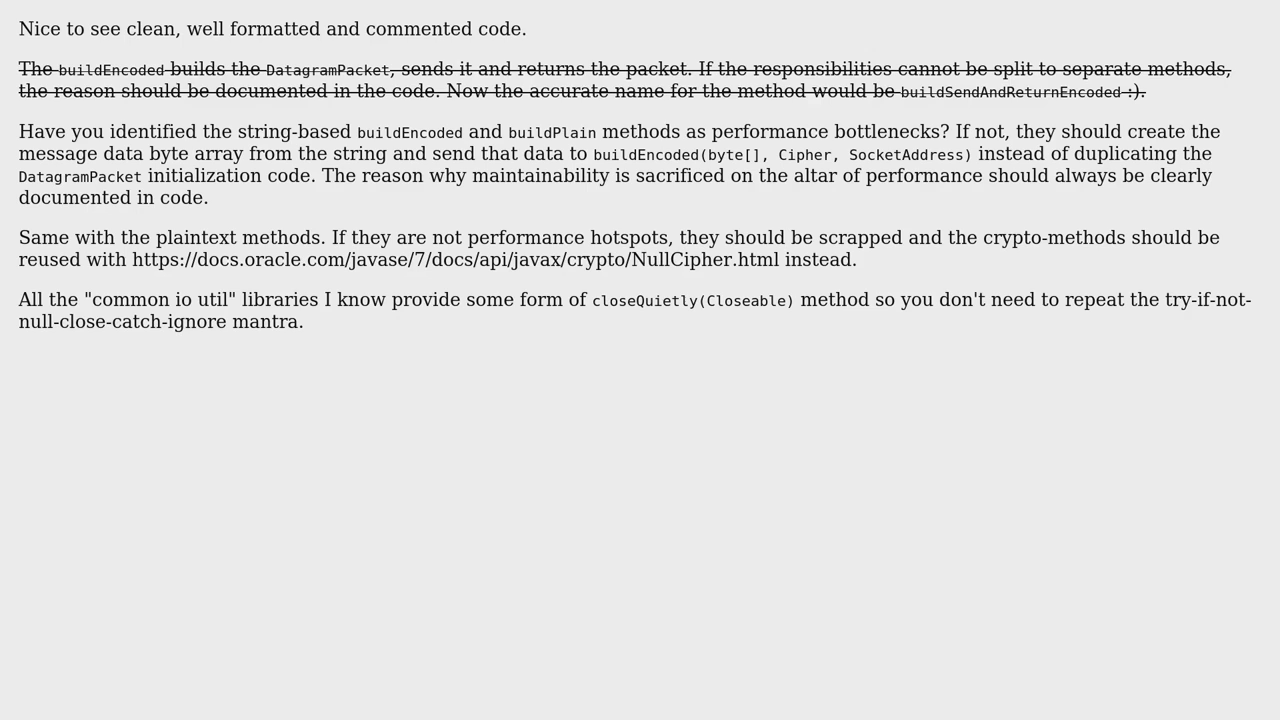 Nice to see clean, well formatted and commented code.
The buildEncoded builds the DatagramPacket, sends it and returns the packet. If the responsibilities cannot be split to separate methods,
the reason should be documented in the code. Now the accurate name for the method would be buildSendAndReturnEncoded :).
Have you identified the string-based buildEncoded and buildPlain methods as performance bottlenecks? If not, they should create the
message data byte array from the string and send that data to buildEncoded(byte[], Cipher, SocketAddress) instead of duplicating the
DatagramPacket initialization code. The reason why maintainability is sacrificed on the altar of performance should always be clearly
documented in code.
Same with the plaintext methods. If they are not performance hotspots, they should be scrapped and the crypto-methods should be
reused with https://docs.oracle.com/javase/7/docs/api/javax/crypto/NullCipher.html instead.
All the "common io util" libraries I know provide some form of closeQuietly(Closeable) method so you don't need to repeat the try-if-not-
null-close-catch-ignore mantra.